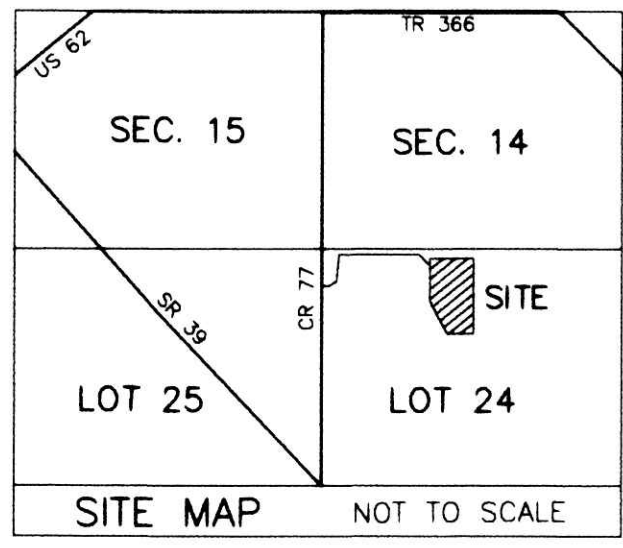 TR 366
US 62
SEC. 15
SEC. 14
CR 77
SITE
SR 39
LOT 25
LOT 24
SITE MAP
NOT TO SCALE